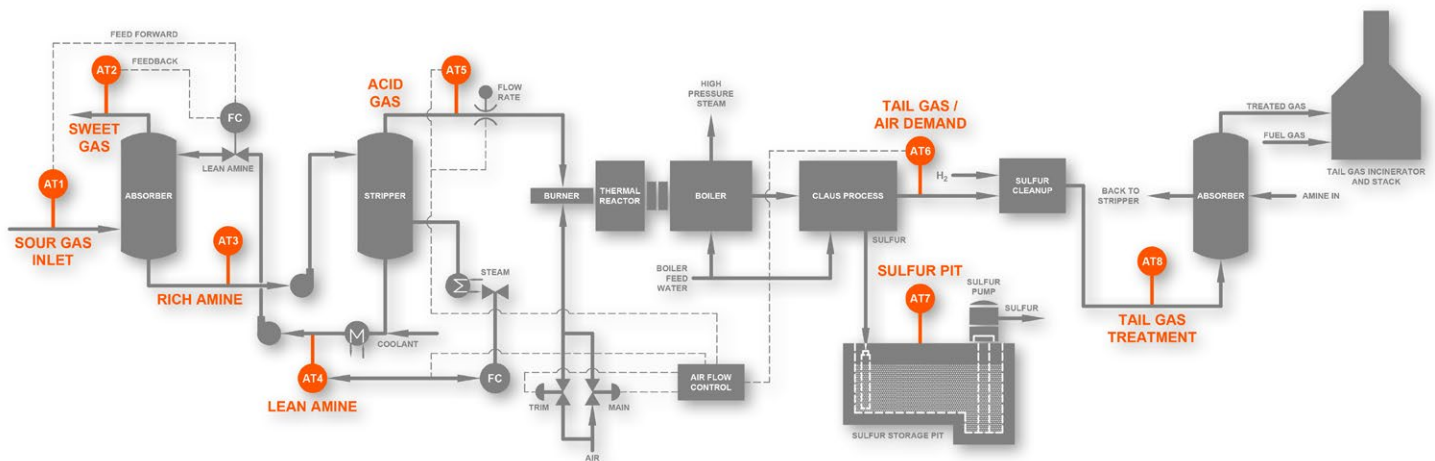 FEED FORWARD
FEEDBACK
AT2
AT5
FC
SWEET
GAS
LEAN AMINE
AT1
ABSORBER
SOUR GAS
INLET
AT3
RICH AMINE
ACID
GAS
FLOW
RATE
STRIPPER
STEAM
COOLANT
AT4
LEAN AMINE
FC
HIGH
PRESSURE
STEAM
BURNER
THERMAL
REACTOR
BOILER
CLAUS PROCESS
BOILER
FEED
WATER
TRIM
MAIN
AIR
AIR FLOW
CONTROL
TAIL GAS /
AIR DEMAND
AT6
H2
SULFUR
CLEANUP
SULFUR
SULFUR PIT
AT7
SULFUR
PUMP
SULFUR
SULFUR STORAGE PIT
AT8
TAIL GAS
TREATMENT
TREATED GAS
FUEL GAS
TAIL GAS INCINERATOR
AND STACK
BACK TO
STRIPPER
ABSORBER
AMINE IN